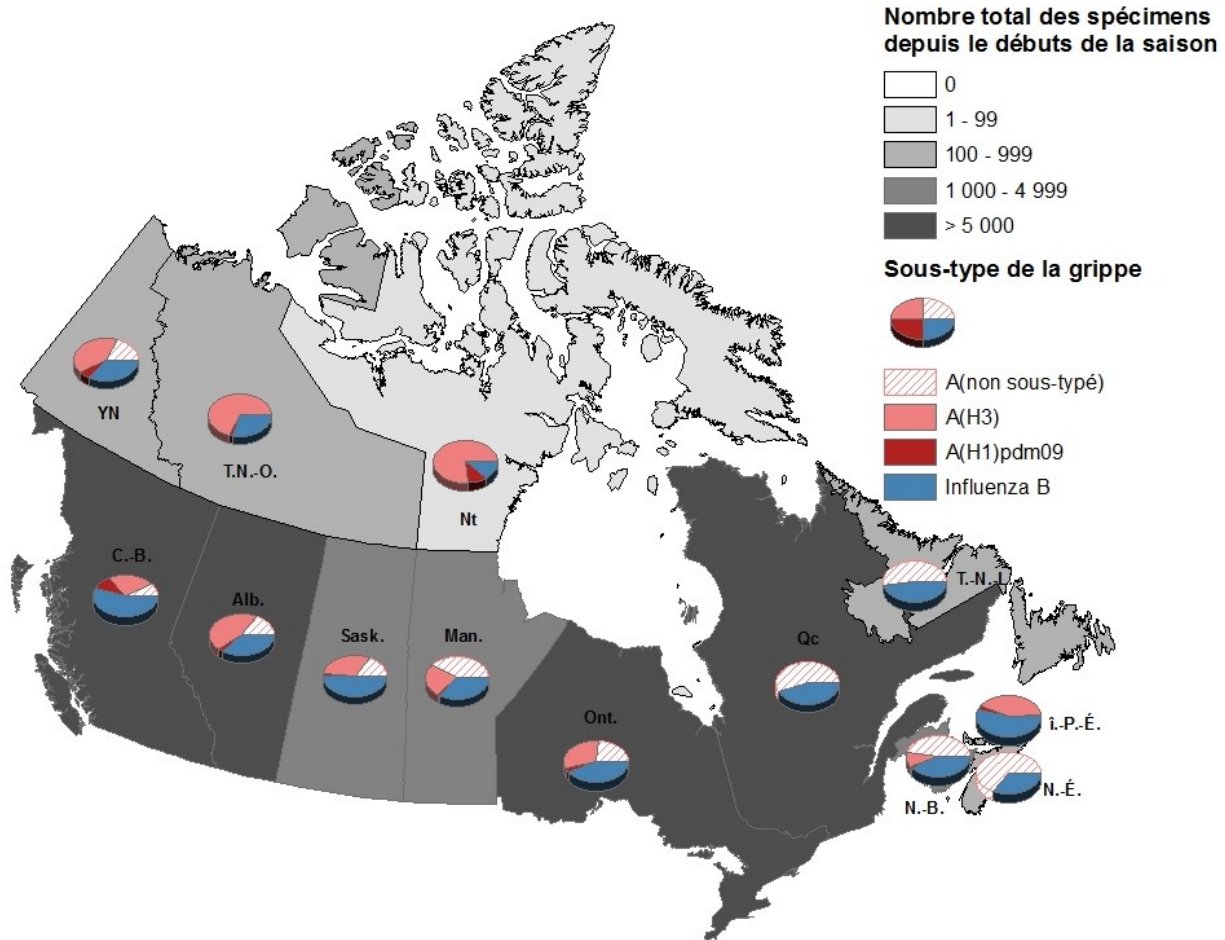 Nombre total des spécimens
depuis le débuts de la saison
0
1 - 99
100 - 999
1 000 - 4 999
> 5 000
Sous-type de la grippe
A(non sous-typé)
A(H3)
A(H1)pdm09
Influenza B
YN
T.N.-O.
Nt
C.-B.
Alb.
Sask.
Man.
Ont.
Qc
T.-N.-L.
î.-P.-É.
N.-B.
N.-É.